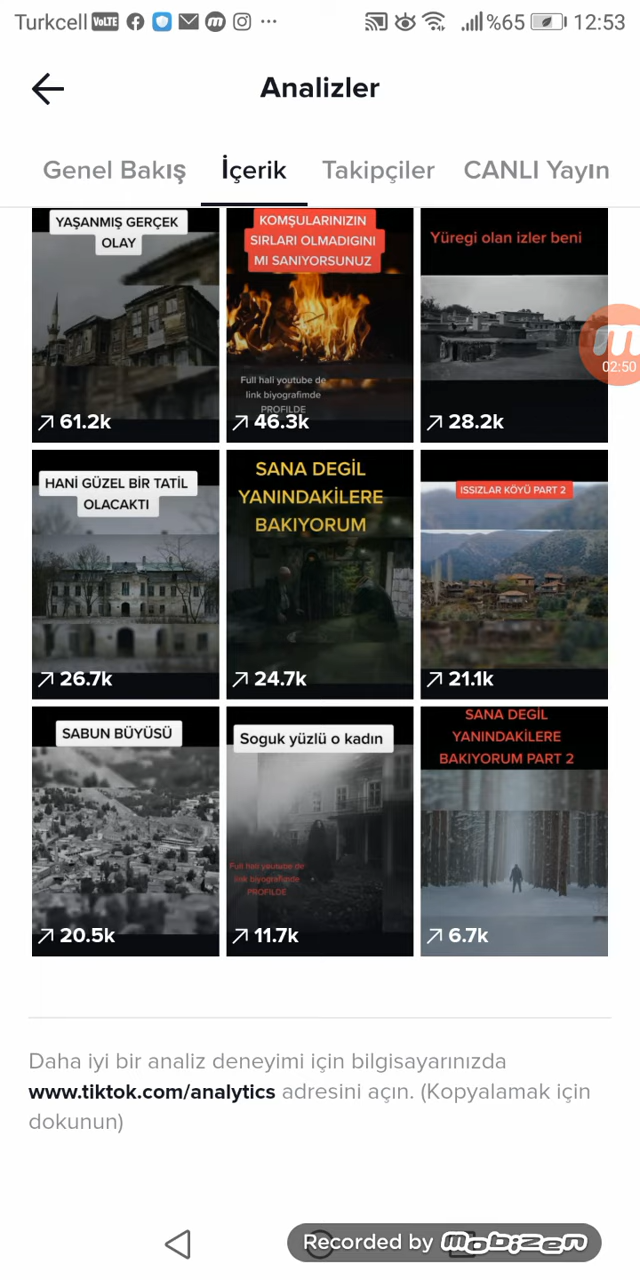 Turkcell VoLTE %65 12:53
Analizler
Genel Bakış İçerik Takipçiler CANLI Yayın
YAŞANMIŞ GERÇEK
OLAY
61.2k
KOMŞULARINIZIN
SIRLARI OLMADIGINI
MI SANIYORSUNUZ
Full hali youtube de
link biyografimde
PROFILDE
46.3k
Yüregi olan izler beni
28.2k
m
02:50
HANİ GÜZEL BİR TATİL
OLACAKTI
26.7k
SANA DEGİL
YANINDAKİLERE
BAKIYORUM
24.7k
ISSIZLAR KÖYÜ PART 2
21.1k
SABUN BÜYÜSÜ
20.5k
Soguk yüzlü o kadın
Full hali youtube de
link biyografimde
PROFILDE
11.7k
SANA DEGİL
YANINDAKİLERE
BAKIYORUM PART 2
6.7k
Daha iyi bir analiz deneyimi için bilgisayarınızda
www.tiktok.com/analytics adresini açın. (Kopyalamak için
dokunun)
Recorded by Mobizen